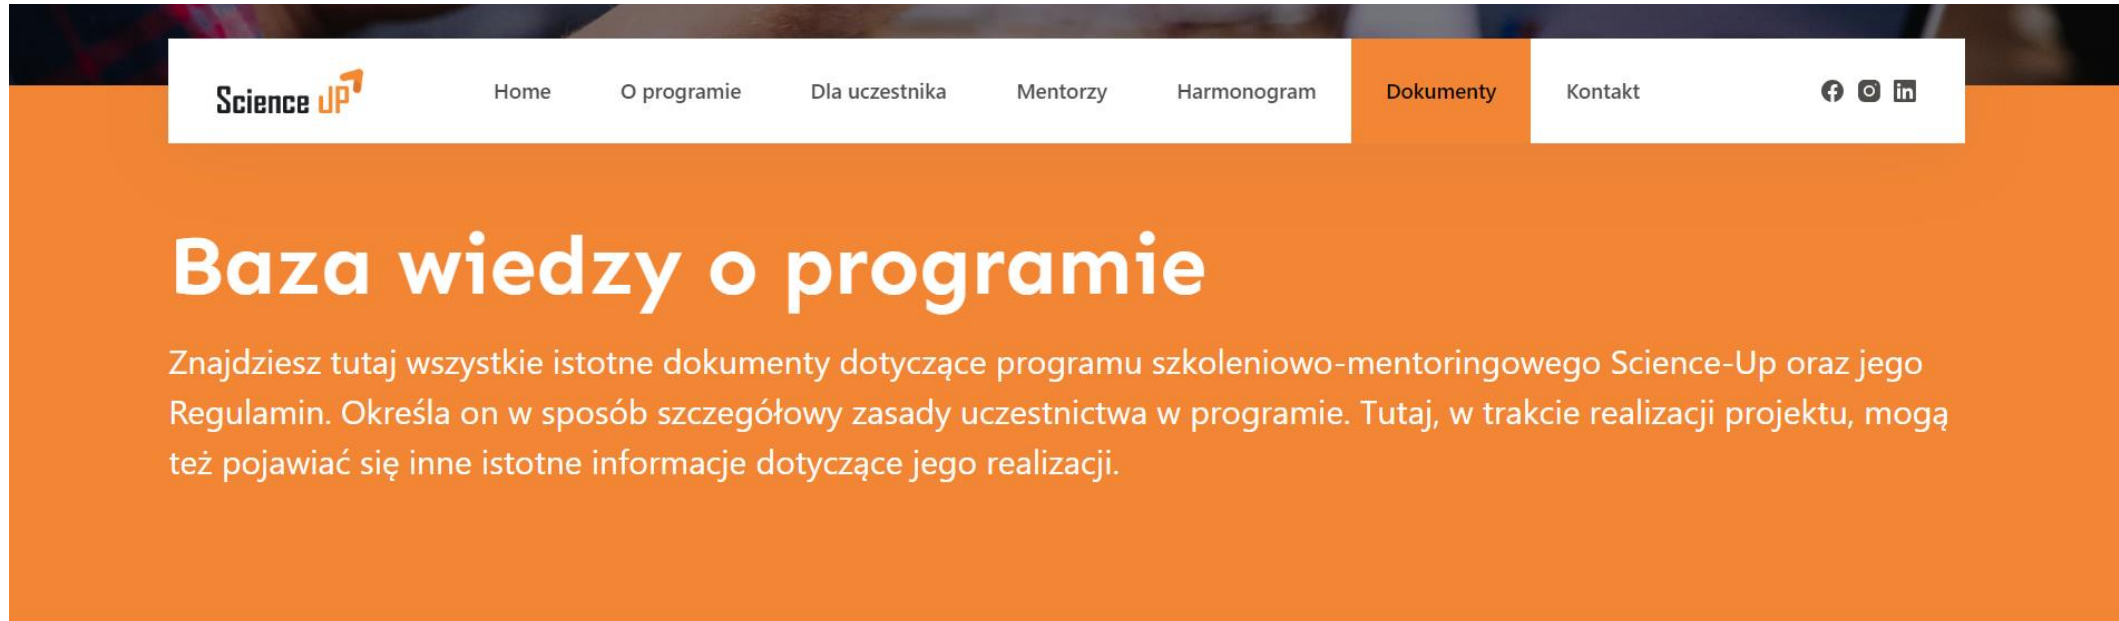 Science UP
Home O programie Dla uczestnika Mentorzy Harmonogram Dokumenty Kontakt
Baza wiedzy o programie
Znajdziesz tutaj wszystkie istotne dokumenty dotyczące programu szkoleniowo-mentoringowego Science-Up oraz jego
Regulamin. Określa on w sposób szczegółowy zasady uczestnictwa w programie. Tutaj, w trakcie realizacji projektu, mogą
też pojawiać się inne istotne informacje dotyczące jego realizacji.